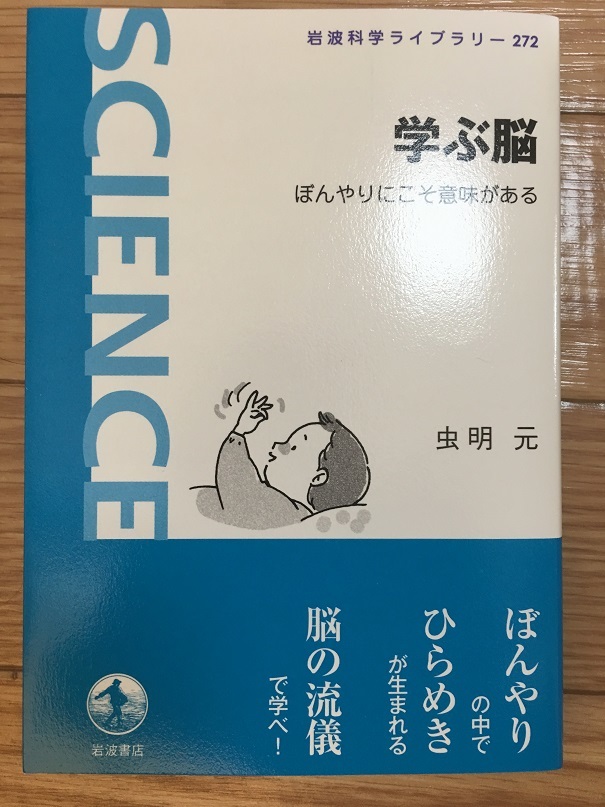 SCIENCE
岩波科学ライブラリー 272
学ぶ脳
ぼんやりにこそ意味がある
虫明 元
ぼんやり
の中で
ひらめき
が生まれる
脳の流儀
で学べ!
岩波書店